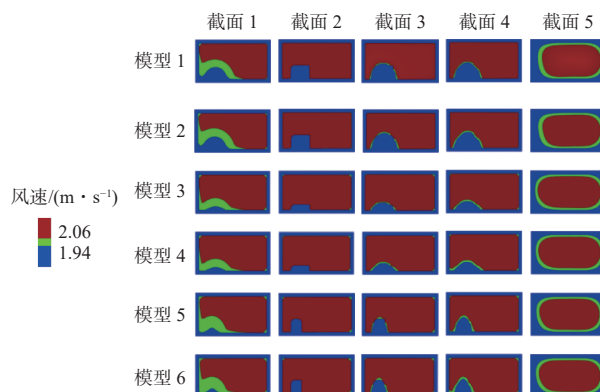 截面 1 截面 2 截面 3 截面 4 截面 5
模型 1
模型 2
模型 3
风速/(m · s⁻¹)
2.06
1.94
模型 4
模型 5
模型 6